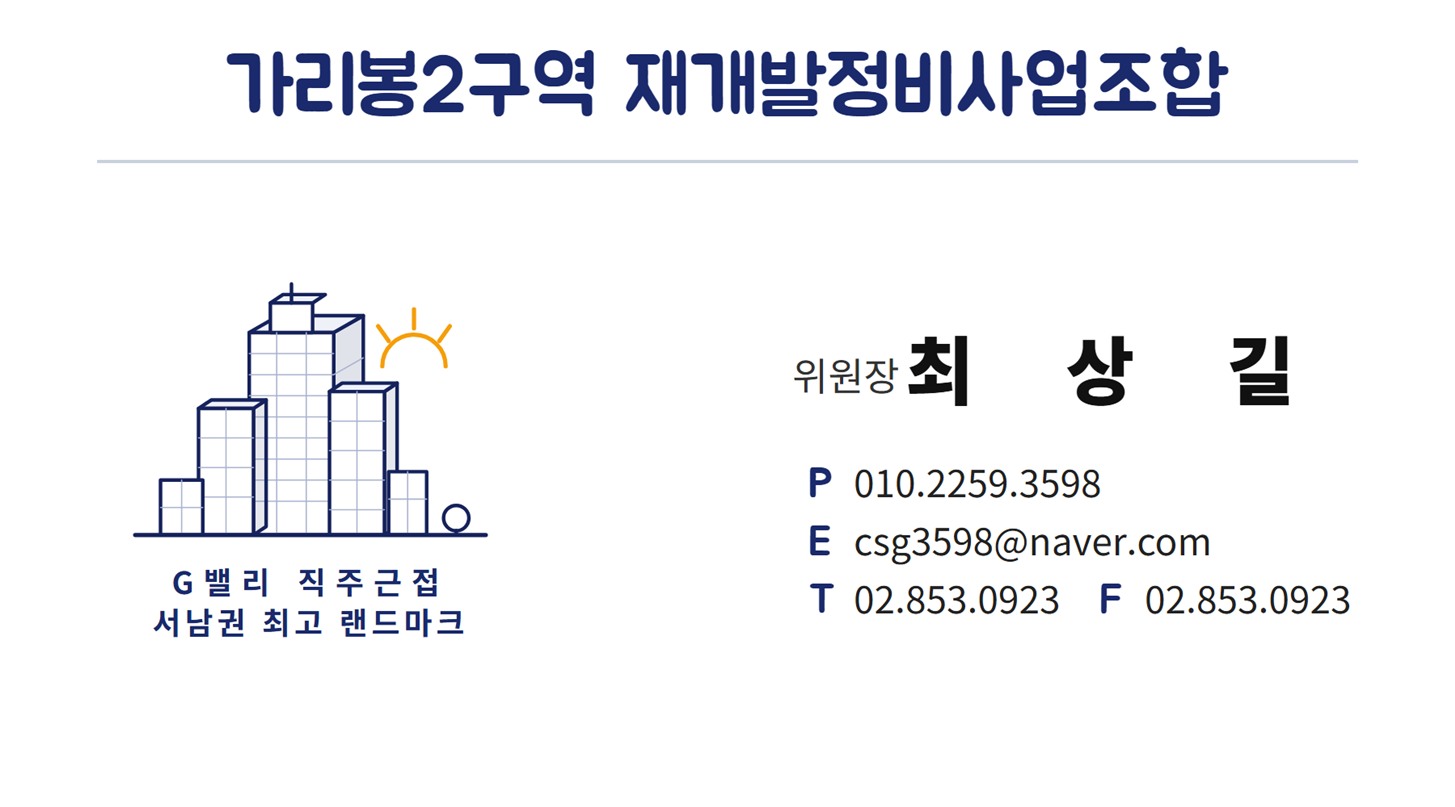 가리봉2구역 재개발정비사업조합
G밸리 직주근접
서남권 최고 랜드마크
위원장 최 상 길
P 010.2259.3598
E csg3598@naver.com
T 02.853.0923 F 02.853.0923